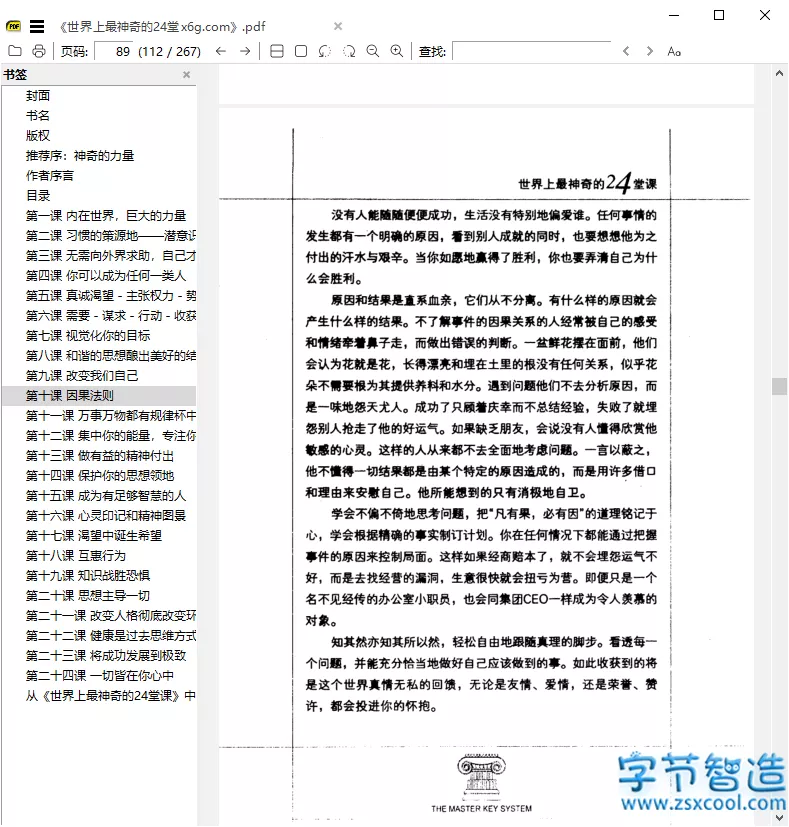 《世界上最神奇的24堂x6g.com》.pdf
页码: 89 (112 / 267)
查找:
Aa
书签
封面
书名
版权
推荐序：神奇的力量
作者序言
目录
第一课 内在世界，巨大的力量
第二课 习惯的策源地——潜意识
第三课 无需向外界求助，自己才
第四课 你可以成为任何一类人
第五课 真诚渴望 - 主张权力 - 势
第六课 需要 - 谋求 - 行动 - 收获
第七课 视觉化你的目标
第八课 和谐的思想酿出美好的结
第九课 改变我们自己
第十课 因果法则
第十一课 万事万物都有规律杯中
第十二课 集中你的能量，专注你
第十三课 做有益的精神付出
第十四课 保护你的思想领地
第十五课 成为有足够智慧的人
第十六课 心灵印记和精神图景
第十七课 渴望中诞生希望
第十八课 互惠行为
第十九课 知识战胜恐惧
第二十课 思想主导一切
第二十一课 改变人格彻底改变环
第二十二课 健康是过去思维方式
第二十三课 将成功发展到极致
第二十四课 一切皆在你心中
从《世界上最神奇的24堂课》中
世界上最神奇的24堂课
没有人能随随便便成功，生活没有特别地偏爱谁。任何事情的
发生都有一个明确的原因，看到别人成就的同时，也要想想他为之
付出的汗水与艰辛。当你如愿地赢得了胜利，你也要弄清自己为什
么会胜利。
原因和结果是直系血亲，它们从不分离。有什么样的原因就会
产生什么样的结果。不了解事件的因果关系的人经常被自己的感受
和情绪牵着鼻子走，而做出错误的判断。一盆鲜花摆在面前，他们
会认为花就是花，长得漂亮和埋在土里的根没有任何关系，似乎花
朵不需要根为其提供养料和水分。遇到问题他们不去分析原因，而
是一味地怨天尤人。成功了只顾着庆幸而不总结经验，失败了就埋
怨别人抢走了他的好运气。如果缺乏朋友，会说没有人懂得欣赏他
敏感的心灵。这样的人从来都不去全面地考虑问题。一言以蔽之，
他不懂得一切结果都是由某个特定的原因造成的，而是用许多借口
和理由来安慰自己。他所能想到的只有消极地自卫。
学会不偏不倚地思考问题，把“凡有果，必有因”的道理铭记于
心，学会根据精确的事实制订计划。你在任何情况下都能通过把握
事件的原因来控制局面。这样如果经商赔本了，就不会埋怨运气不
好，而是去找经营的漏洞，生意很快就会扭亏为营。即便只是一个
名不见经传的办公室小职员，也会同集团CEO一样成为令人羡慕的
对象。
知其然亦知其所以然，轻松自由地跟随真理的脚步。看透每一
个问题，并能充分恰当地做好自己应该做到的事。如此收获到的将
是这个世界真情无私的回馈，无论是友情、爱情，还是荣誉、赞
许，都会投进你的怀抱。
THE MASTER KEY SYSTEM
字节智造
www.zsxcool.com